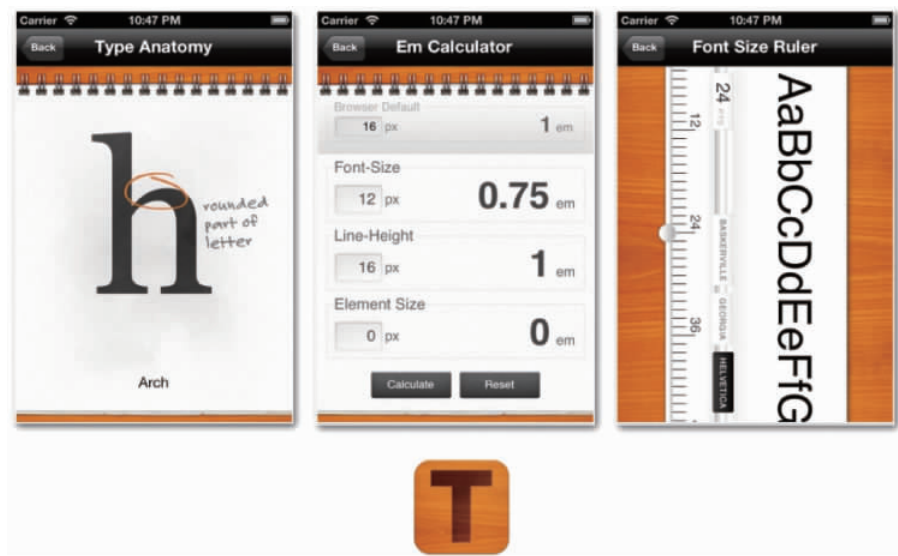 Carrier 10:47 PM
Back Type Anatomy
h
rounded
part of
letter
Arch
Carrier 10:47 PM
Back Em Calculator
Browser Default
16 px 1 em
Font-Size
12 px 0.75 em
Line-Height
16 px 1 em
Element Size
0 px 0 em
Calculate Reset
Carrier 10:47 PM
Back Font Size Ruler
AaBbCcDdEeFfG
24 PTS
BASKERVILLE GEORGIA HELVETICA
12 24 36
T